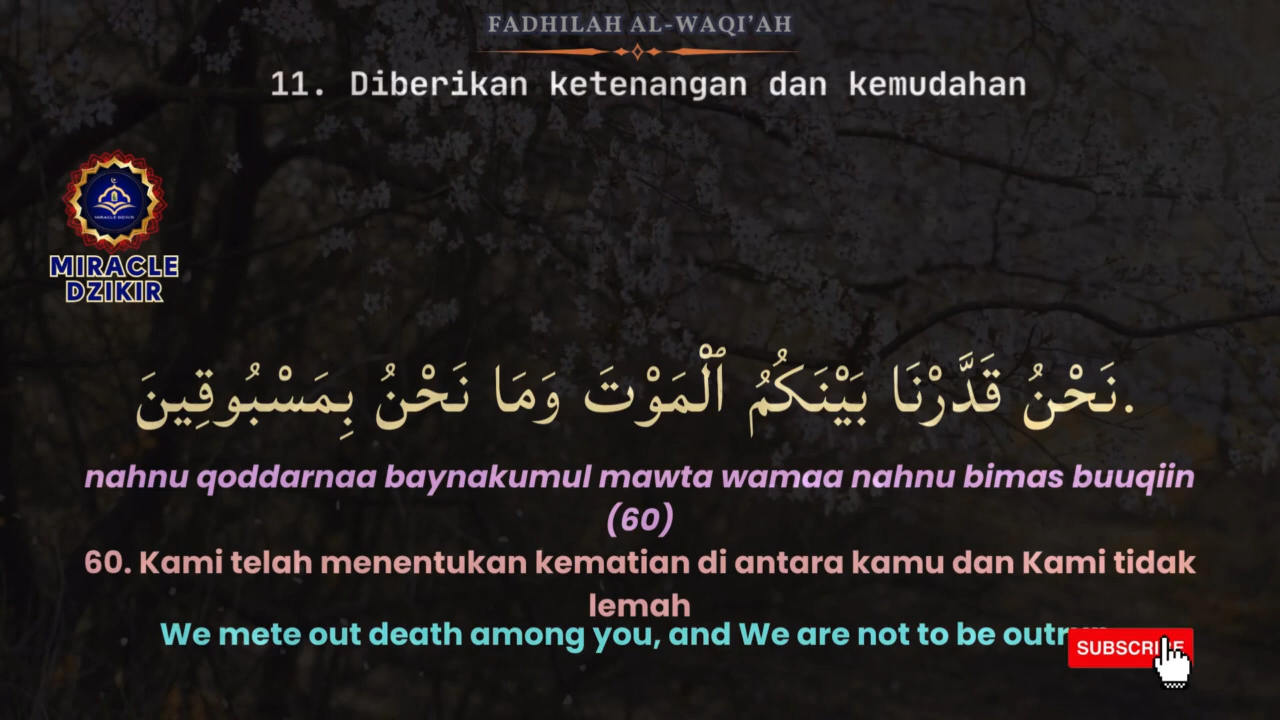 FADHILAH AL-WAQI'AH
11. Diberikan ketenangan dan kemudahan
MIRACLE DZIKIR
MIRACLE
DZIKIR
نَحْنُ قَدَّرْنَا بَيْنَكُمُ ٱلْمَوْتَ وَمَا نَحْنُ بِمَسْبُوقِينَ.
nahnu qoddarnaa baynakumul mawta wamaa nahnu bimas buuqiin
(60)
60. Kami telah menentukan kematian di antara kamu dan Kami tidak
lemah
We mete out death among you, and We are not to be
SUBSCRIBE